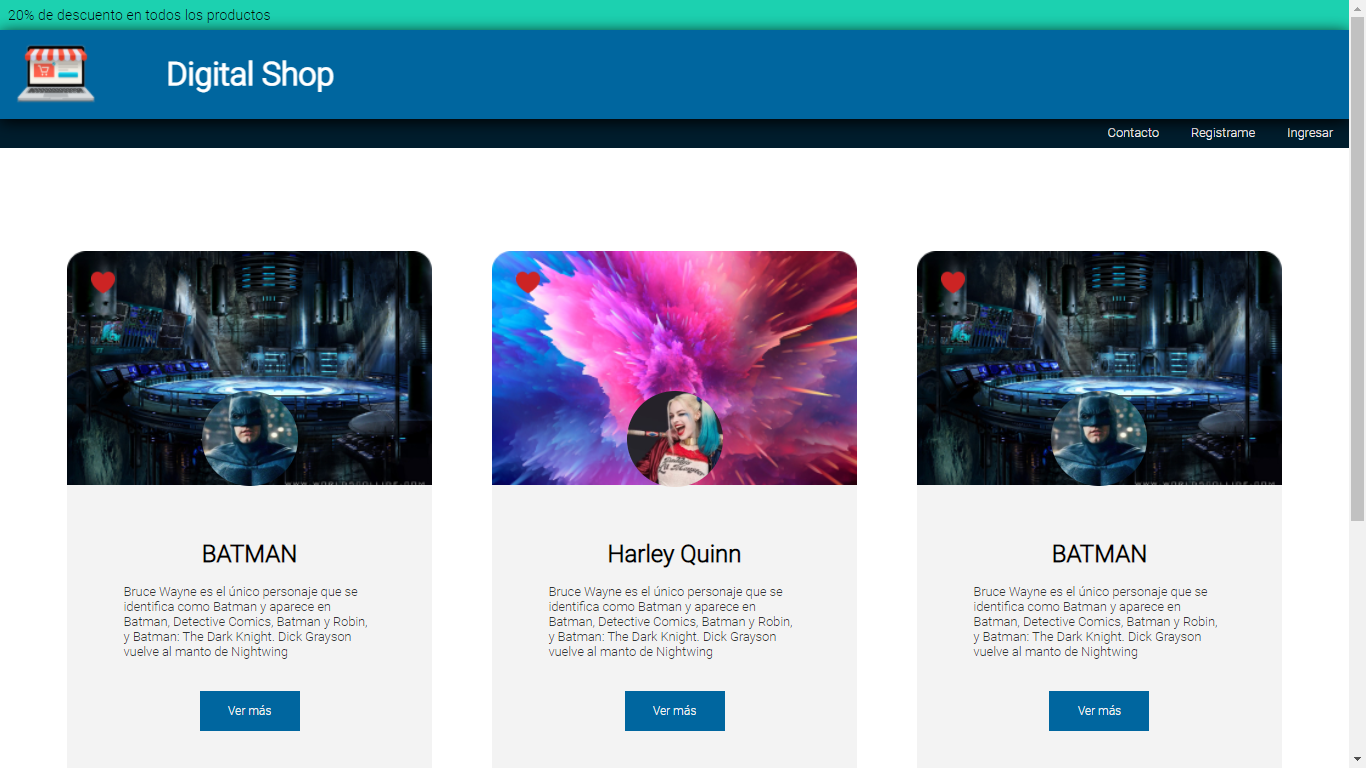 20% de descuento en todos los productos
Digital Shop
Contacto Registrame Ingresar
BATMAN
Bruce Wayne es el único personaje que se
identifica como Batman y aparece en
Batman, Detective Comics, Batman y Robin,
y Batman: The Dark Knight. Dick Grayson
vuelve al manto de Nightwing
Ver más
Harley Quinn
Bruce Wayne es el único personaje que se
identifica como Batman y aparece en
Batman, Detective Comics, Batman y Robin,
y Batman: The Dark Knight. Dick Grayson
vuelve al manto de Nightwing
Ver más
BATMAN
Bruce Wayne es el único personaje que se
identifica como Batman y aparece en
Batman, Detective Comics, Batman y Robin,
y Batman: The Dark Knight. Dick Grayson
vuelve al manto de Nightwing
Ver más